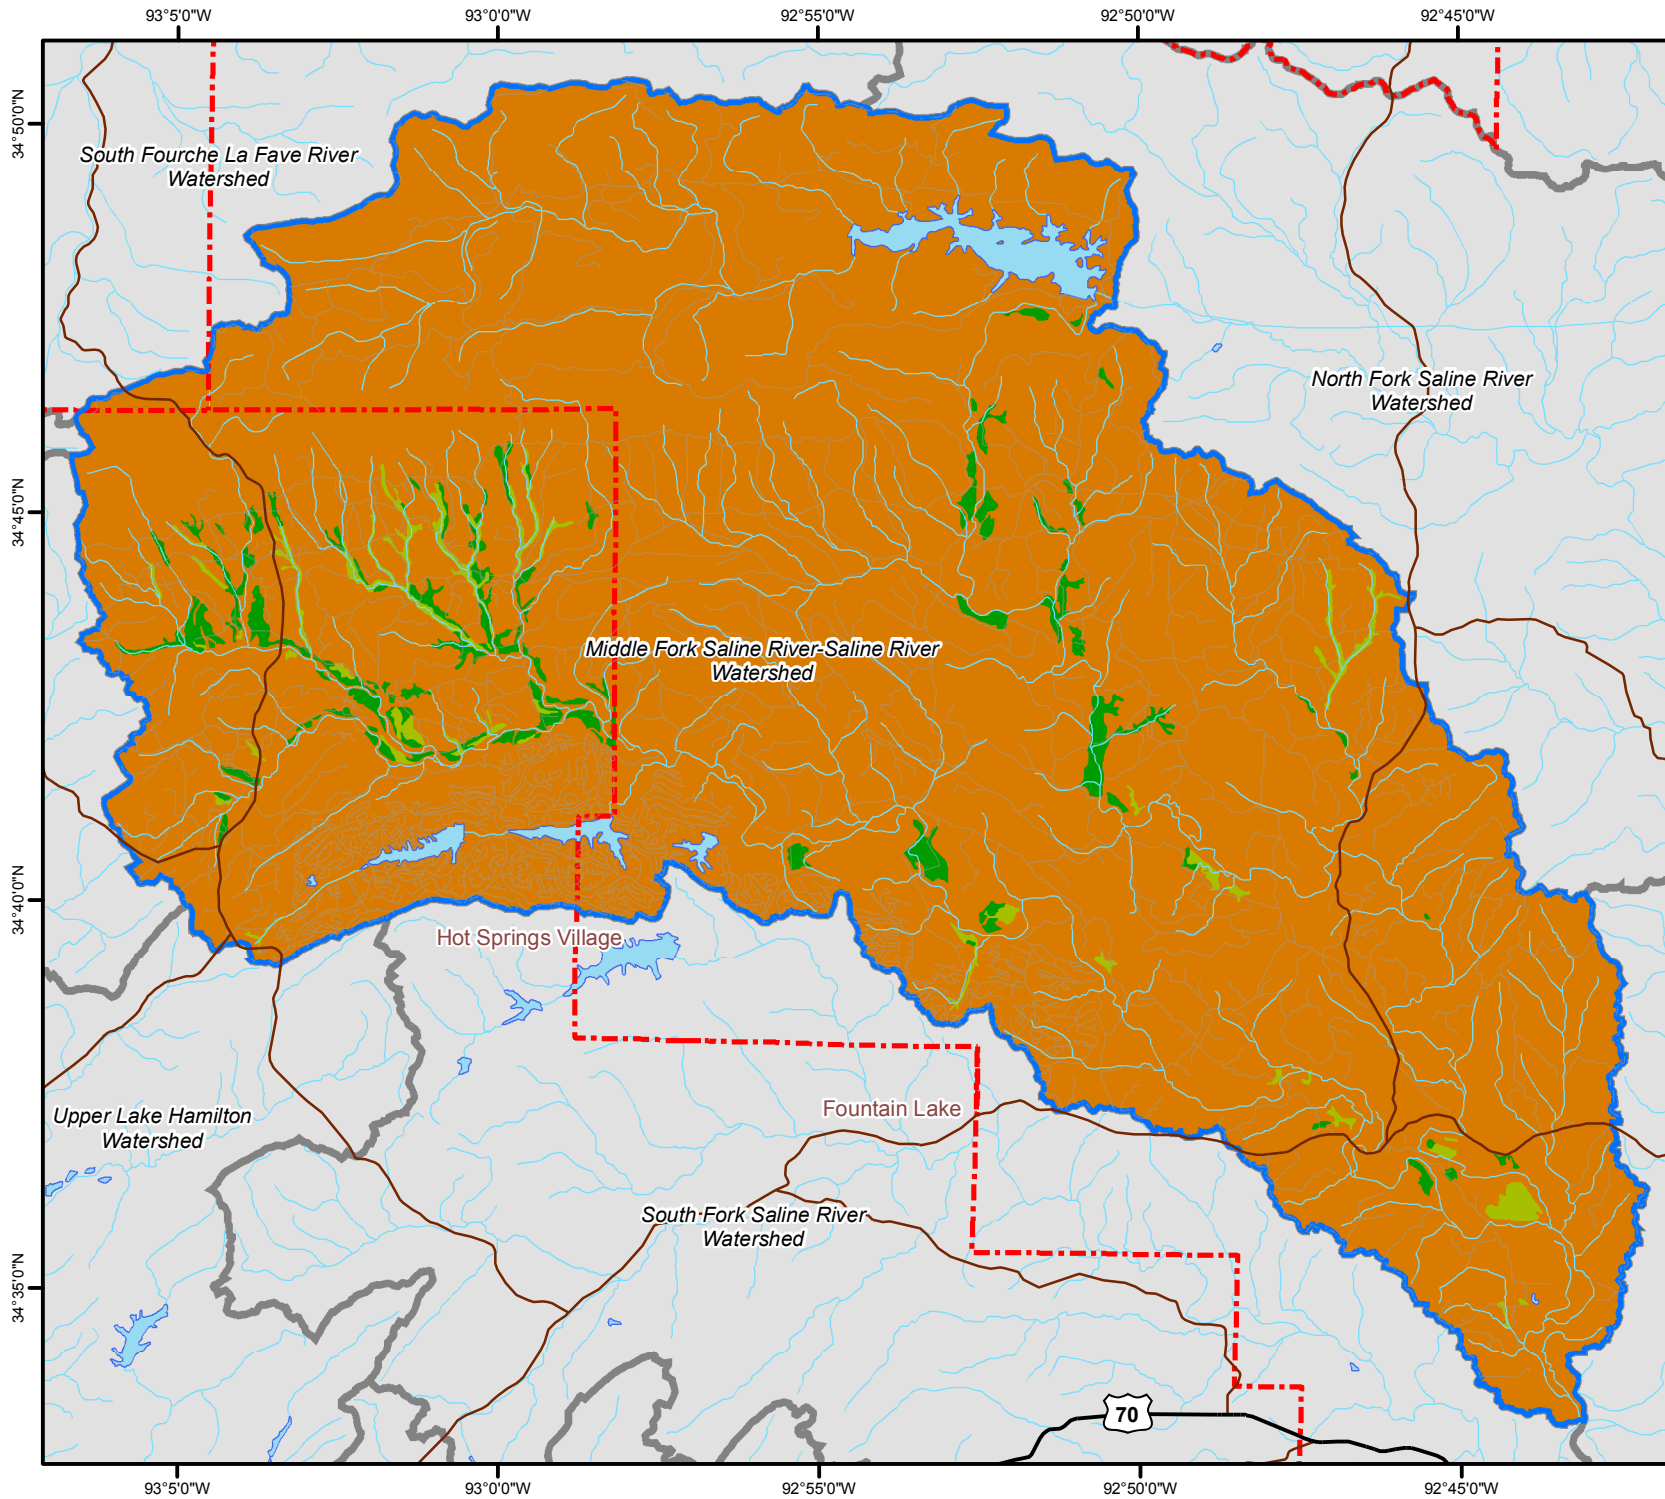 93°5'0"W
93°0'0"W
92°55'0"W
92°50'0"W
92°45'0"W
34°50'0"N
South Fourche La Fave River
Watershed
North Fork Saline River
Watershed
34°45'0"N
Middle Fork Saline River-Saline River
Watershed
34°40'0"N
Hot Springs Village
Fountain Lake
Upper Lake Hamilton
Watershed
South Fork Saline River
Watershed
34°35'0"N
70
93°5'0"W
93°0'0"W
92°55'0"W
92°50'0"W
92°45'0"W